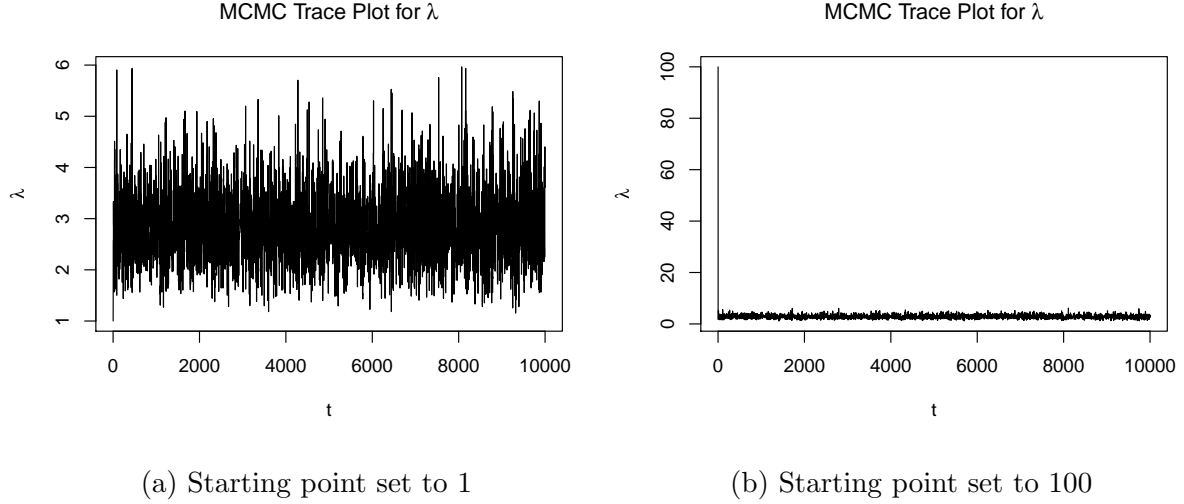 MCMC Trace Plot for λ
6
5
4
3
2
1
λ
0 2000 4000 6000 8000 10000
t
(a) Starting point set to 1
MCMC Trace Plot for λ
100
80
60
40
20
0
λ
0 2000 4000 6000 8000 10000
t
(b) Starting point set to 100